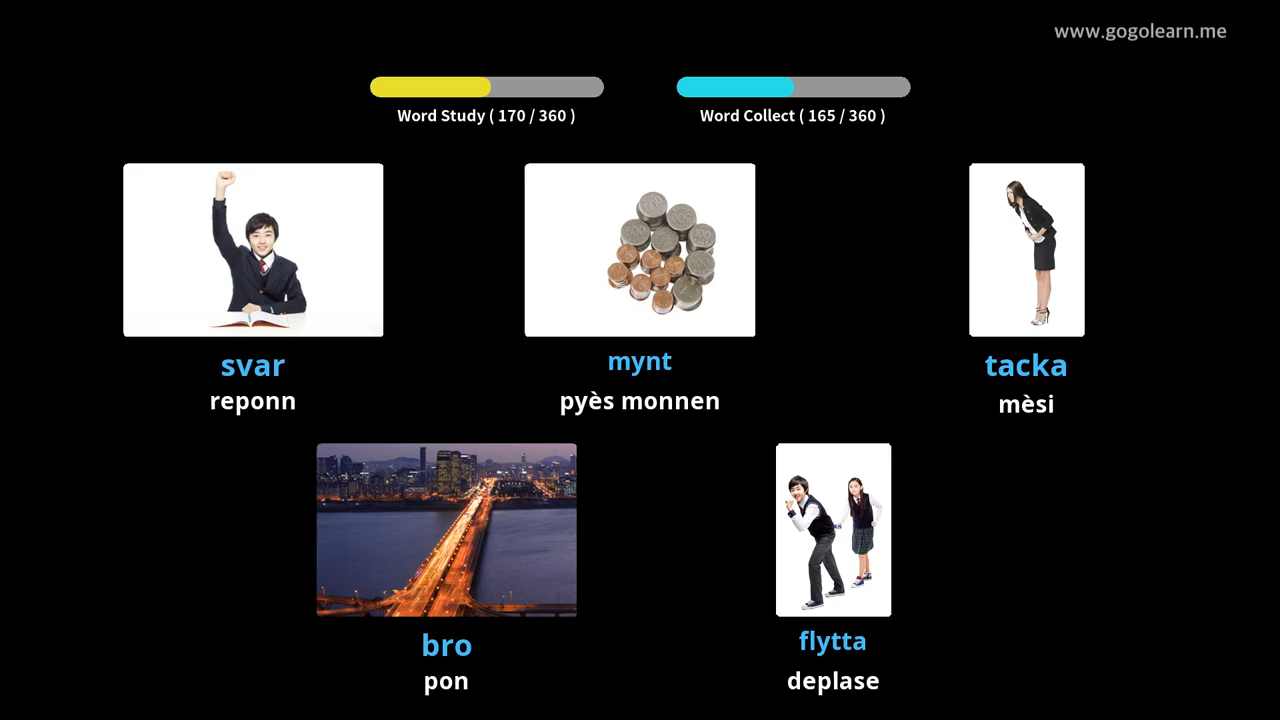 www.gogolearn.me
Word Study ( 170 / 360 )
Word Collect ( 165 / 360 )
svar
reponn
mynt
pyès monnen
tacka
mèsi
bro
pon
flytta
deplase